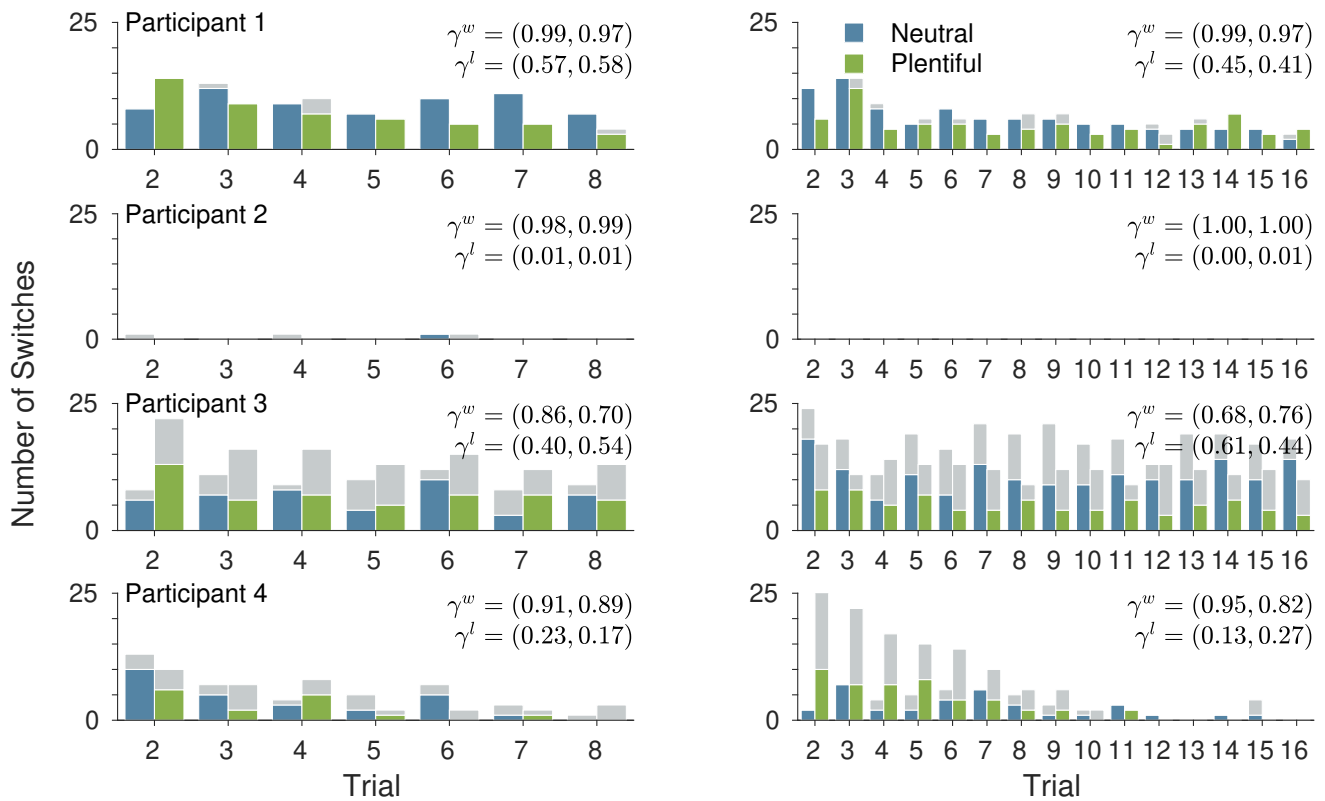 Number of Switches
25
0
Participant 1
γ^w = (0.99, 0.97)
γ^l = (0.57, 0.58)
2 3 4 5 6 7 8
25
0
Neutral
Plentiful
γ^w = (0.99, 0.97)
γ^l = (0.45, 0.41)
2 3 4 5 6 7 8 9 10 11 12 13 14 15 16
25
0
Participant 2
γ^w = (0.98, 0.99)
γ^l = (0.01, 0.01)
2 3 4 5 6 7 8
25
0
γ^w = (1.00, 1.00)
γ^l = (0.00, 0.01)
2 3 4 5 6 7 8 9 10 11 12 13 14 15 16
25
0
Participant 3
γ^w = (0.86, 0.70)
γ^l = (0.40, 0.54)
2 3 4 5 6 7 8
25
0
γ^w = (0.68, 0.76)
γ^l = (0.61, 0.44)
2 3 4 5 6 7 8 9 10 11 12 13 14 15 16
25
0
Participant 4
γ^w = (0.91, 0.89)
γ^l = (0.23, 0.17)
2 3 4 5 6 7 8
Trial
25
0
γ^w = (0.95, 0.82)
γ^l = (0.13, 0.27)
2 3 4 5 6 7 8 9 10 11 12 13 14 15 16
Trial